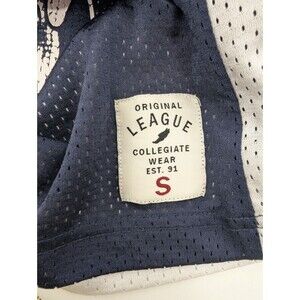 ORIGINAL
LEAGUE
COLLEGIATE
WEAR
EST. 91
S